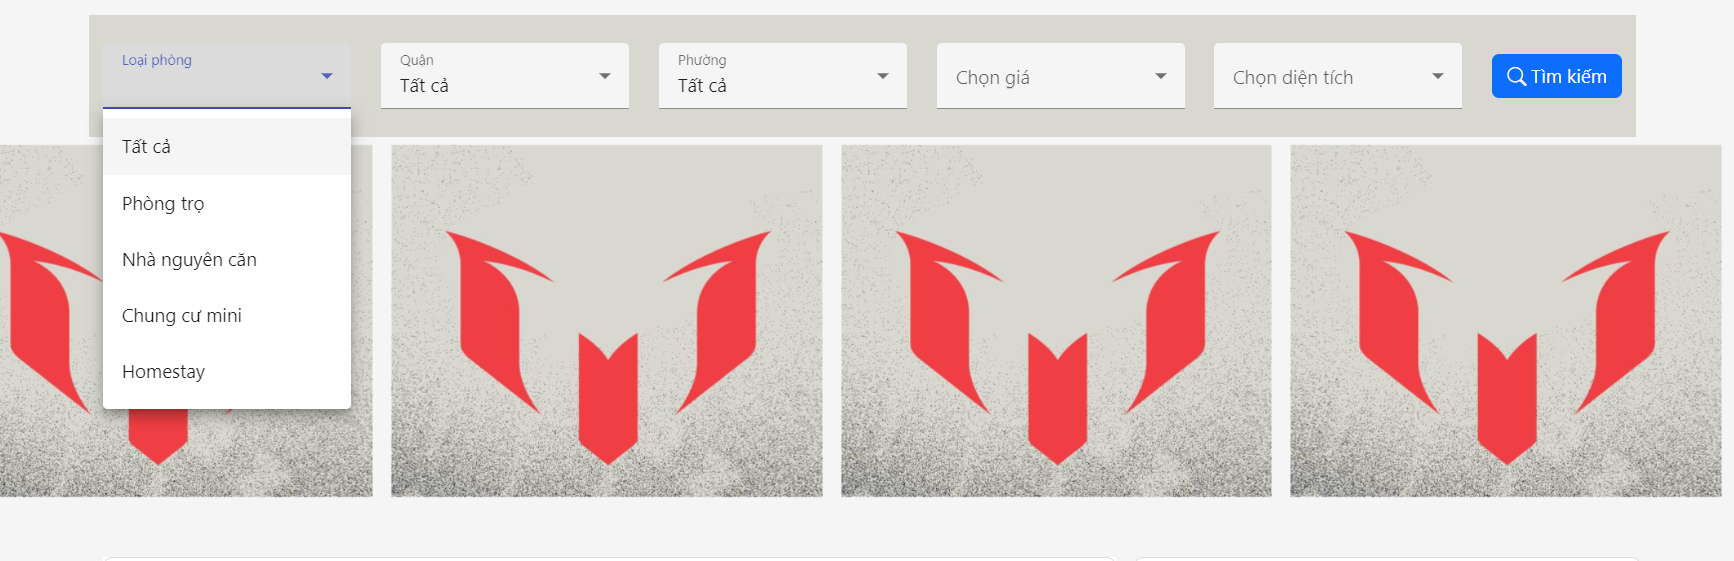 Loại phòng
Quận
Tất cả
Phường
Tất cả
Chọn giá
Chọn diện tích
Tìm kiếm
Tất cả
Phòng trọ
Nhà nguyên căn
Chung cư mini
Homestay